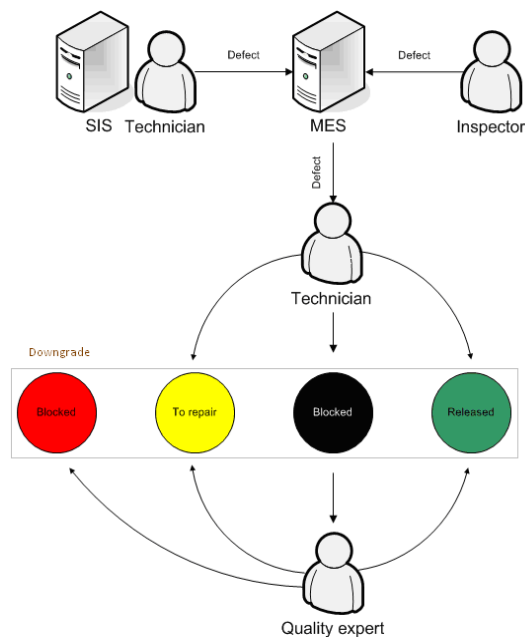 Defect
Defect
SIS
Technician
MES
Inspector
Defect
Technician
Downgrade
Blocked
To repair
Blocked
Released
Quality expert